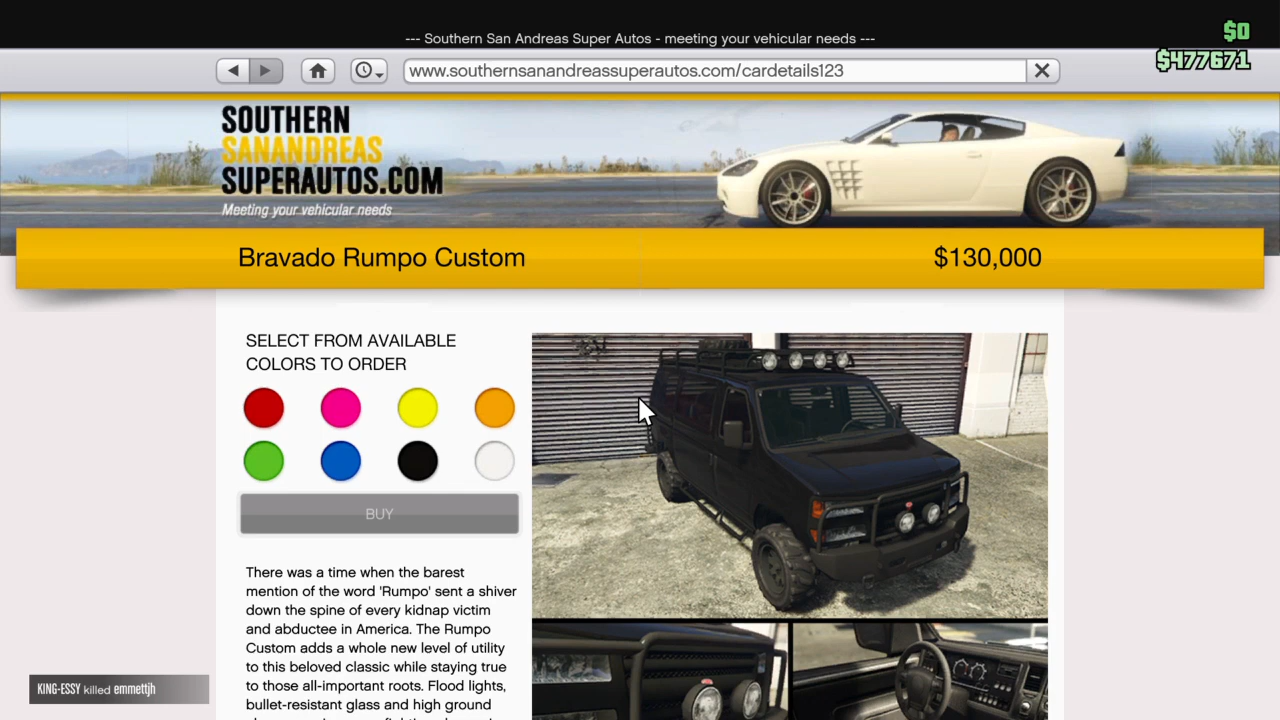 --- Southern San Andreas Super Autos - meeting your vehicular needs ---
$0
$477671
www.southernsanandreassuperautos.com/cardetails123
SOUTHERN
SANANDREAS
SUPERAUTOS.COM
Meeting your vehicular needs
Bravado Rumpo Custom
$130,000
SELECT FROM AVAILABLE
COLORS TO ORDER
BUY
There was a time when the barest
mention of the word 'Rumpo' sent a shiver
down the spine of every kidnap victim
and abductee in America. The Rumpo
Custom adds a whole new level of utility
to this beloved classic while staying true
to those all-important roots. Flood lights,
bullet-resistant glass and high ground
KING-ESSY killed emmettjh